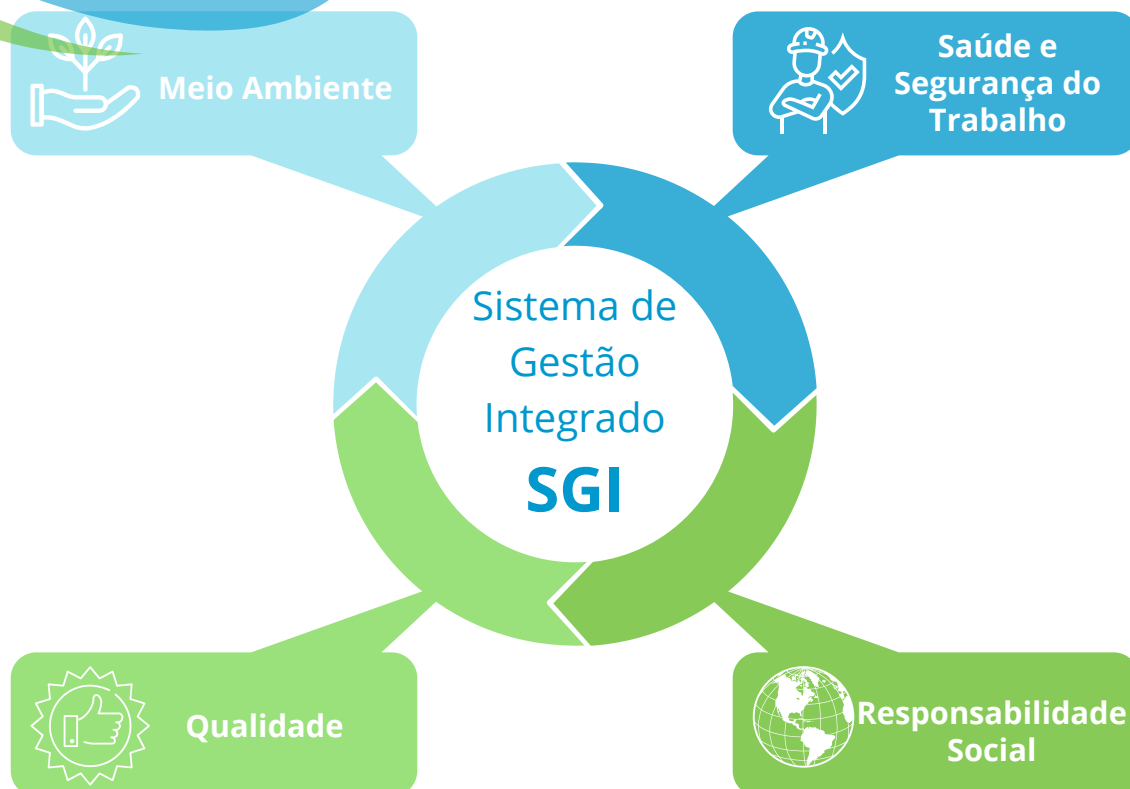 Meio Ambiente
Saúde e
Segurança do
Trabalho
Sistema de
Gestão
Integrado
SGI
Qualidade
Responsabilidade
Social